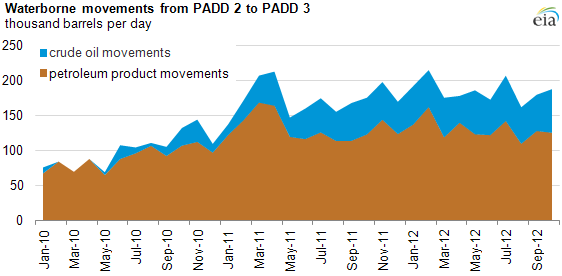 Waterborne movements from PADD 2 to PADD 3
thousand barrels per day
eia
250
200
150
100
50
0
crude oil movements
petroleum product movements
Jan-10
Mar-10
May-10
Jul-10
Sep-10
Nov-10
Jan-11
Mar-11
May-11
Jul-11
Sep-11
Nov-11
Jan-12
Mar-12
May-12
Jul-12
Sep-12